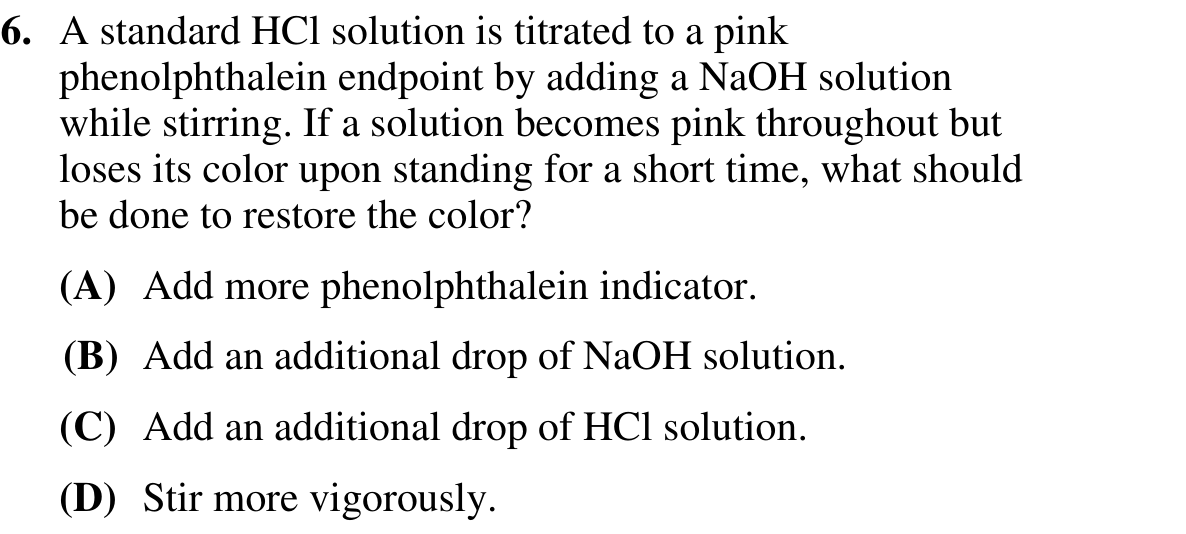 6. A standard HCl solution is titrated to a pink
phenolphthalein endpoint by adding a NaOH solution
while stirring. If a solution becomes pink throughout but
loses its color upon standing for a short time, what should
be done to restore the color?
(A) Add more phenolphthalein indicator.
(B) Add an additional drop of NaOH solution.
(C) Add an additional drop of HCl solution.
(D) Stir more vigorously.